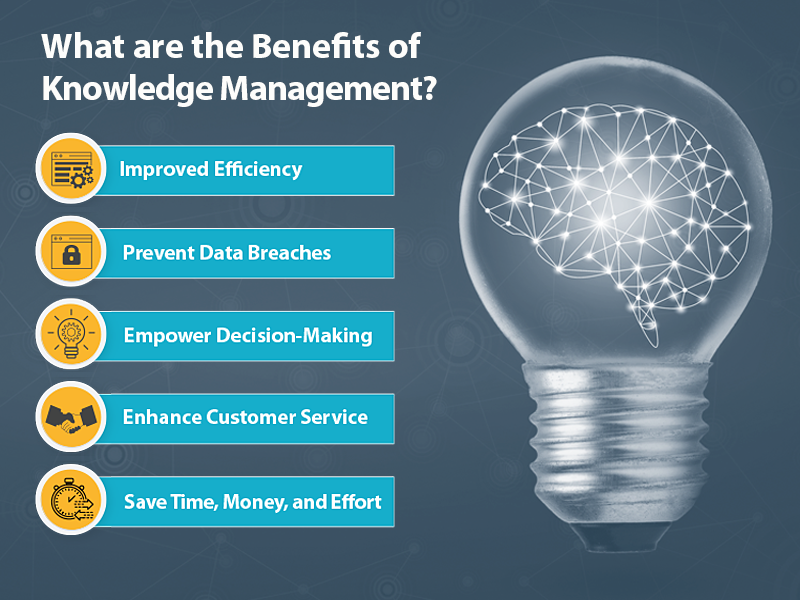 What are the Benefits of
Knowledge Management?
Improved Efficiency
Prevent Data Breaches
Empower Decision-Making
Enhance Customer Service
Save Time, Money, and Effort